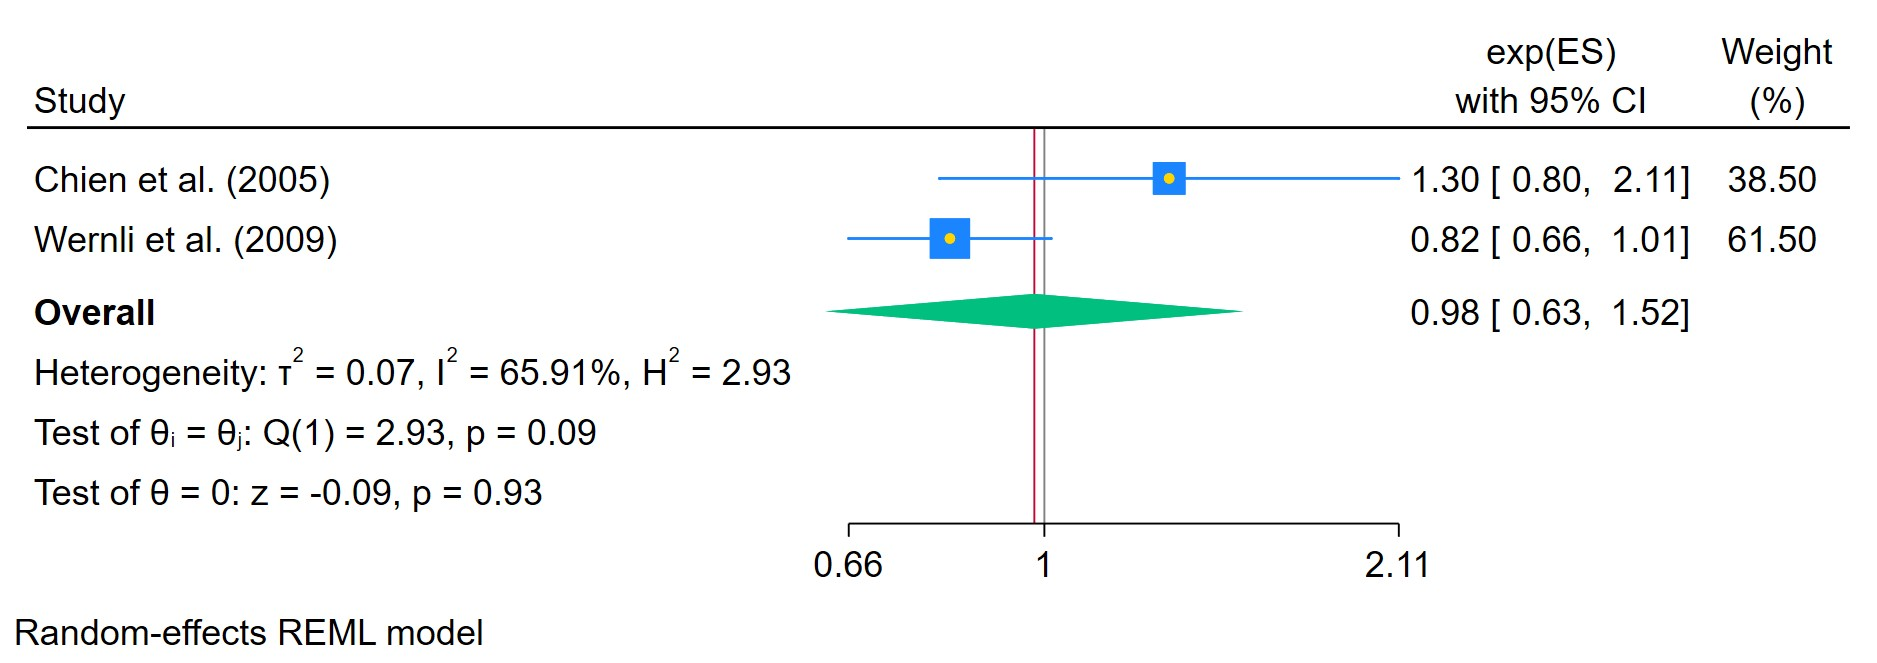 exp(ES) Weight
Study with 95% CI (%)
Chien et al. (2005) 1.30 [ 0.80, 2.11] 38.50
Wernli et al. (2009) 0.82 [ 0.66, 1.01] 61.50
Overall 0.98 [ 0.63, 1.52]
Heterogeneity: τ² = 0.07, I² = 65.91%, H² = 2.93
Test of θᵢ = θⱼ: Q(1) = 2.93, p = 0.09
Test of θ = 0: z = -0.09, p = 0.93
0.66 1 2.11
Random-effects REML model